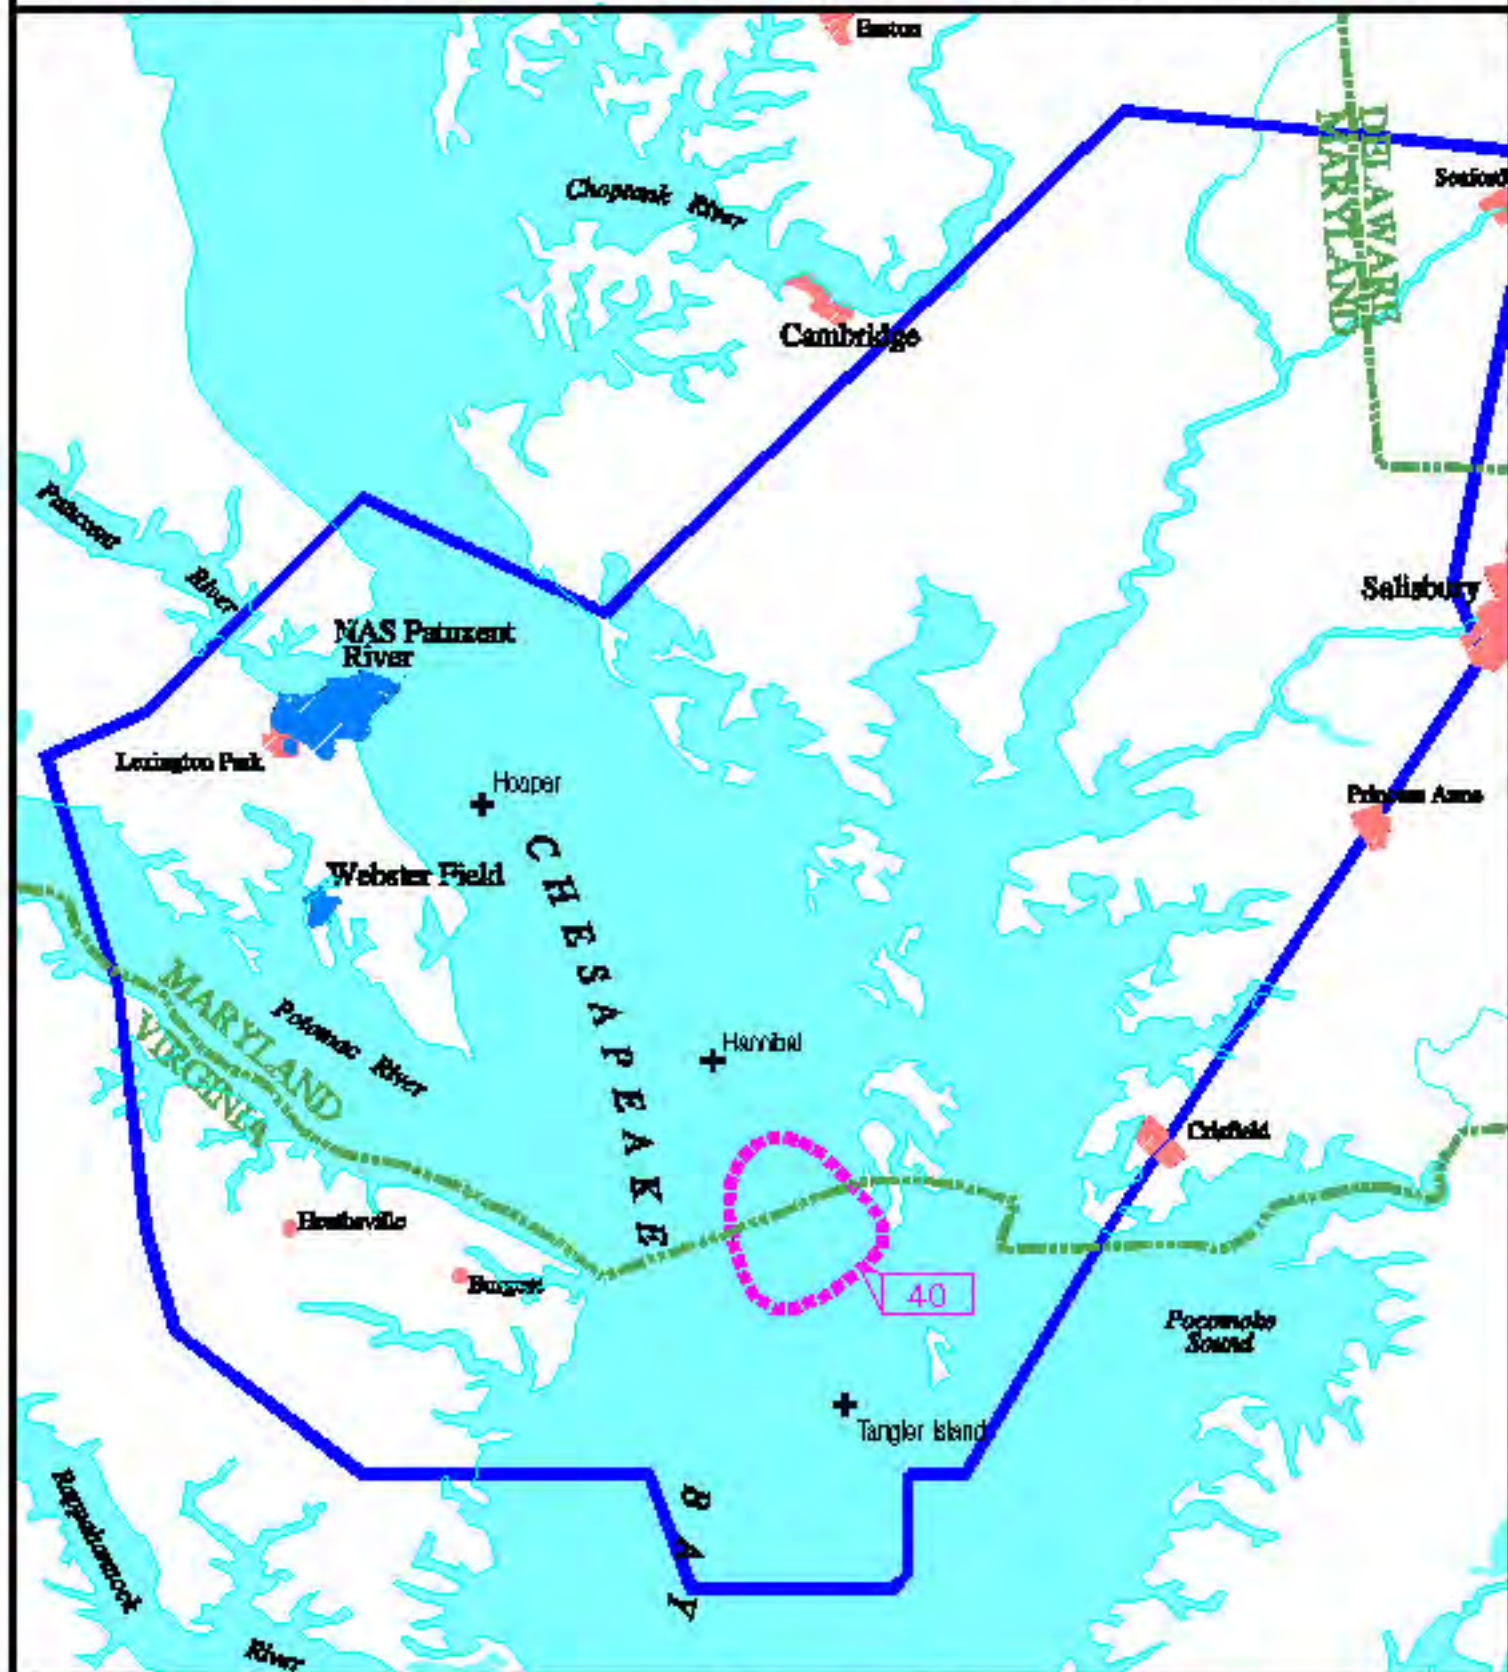 Easton
DELAWARE
MARYLAND
Seaford
Choptank River
Cambridge
Patuxent
River
Salisbury
NAS Patuxent
River
Lexington Park
Hooper
Princess Anne
CHESAPEAKE
Webster Field
MARYLAND
VIRGINIA
Potomac River
Hannibal
Crisfield
Heathsville
Burgess
40
Pocomoke
Sound
Tangier Island
BAY
Rappahannock
River